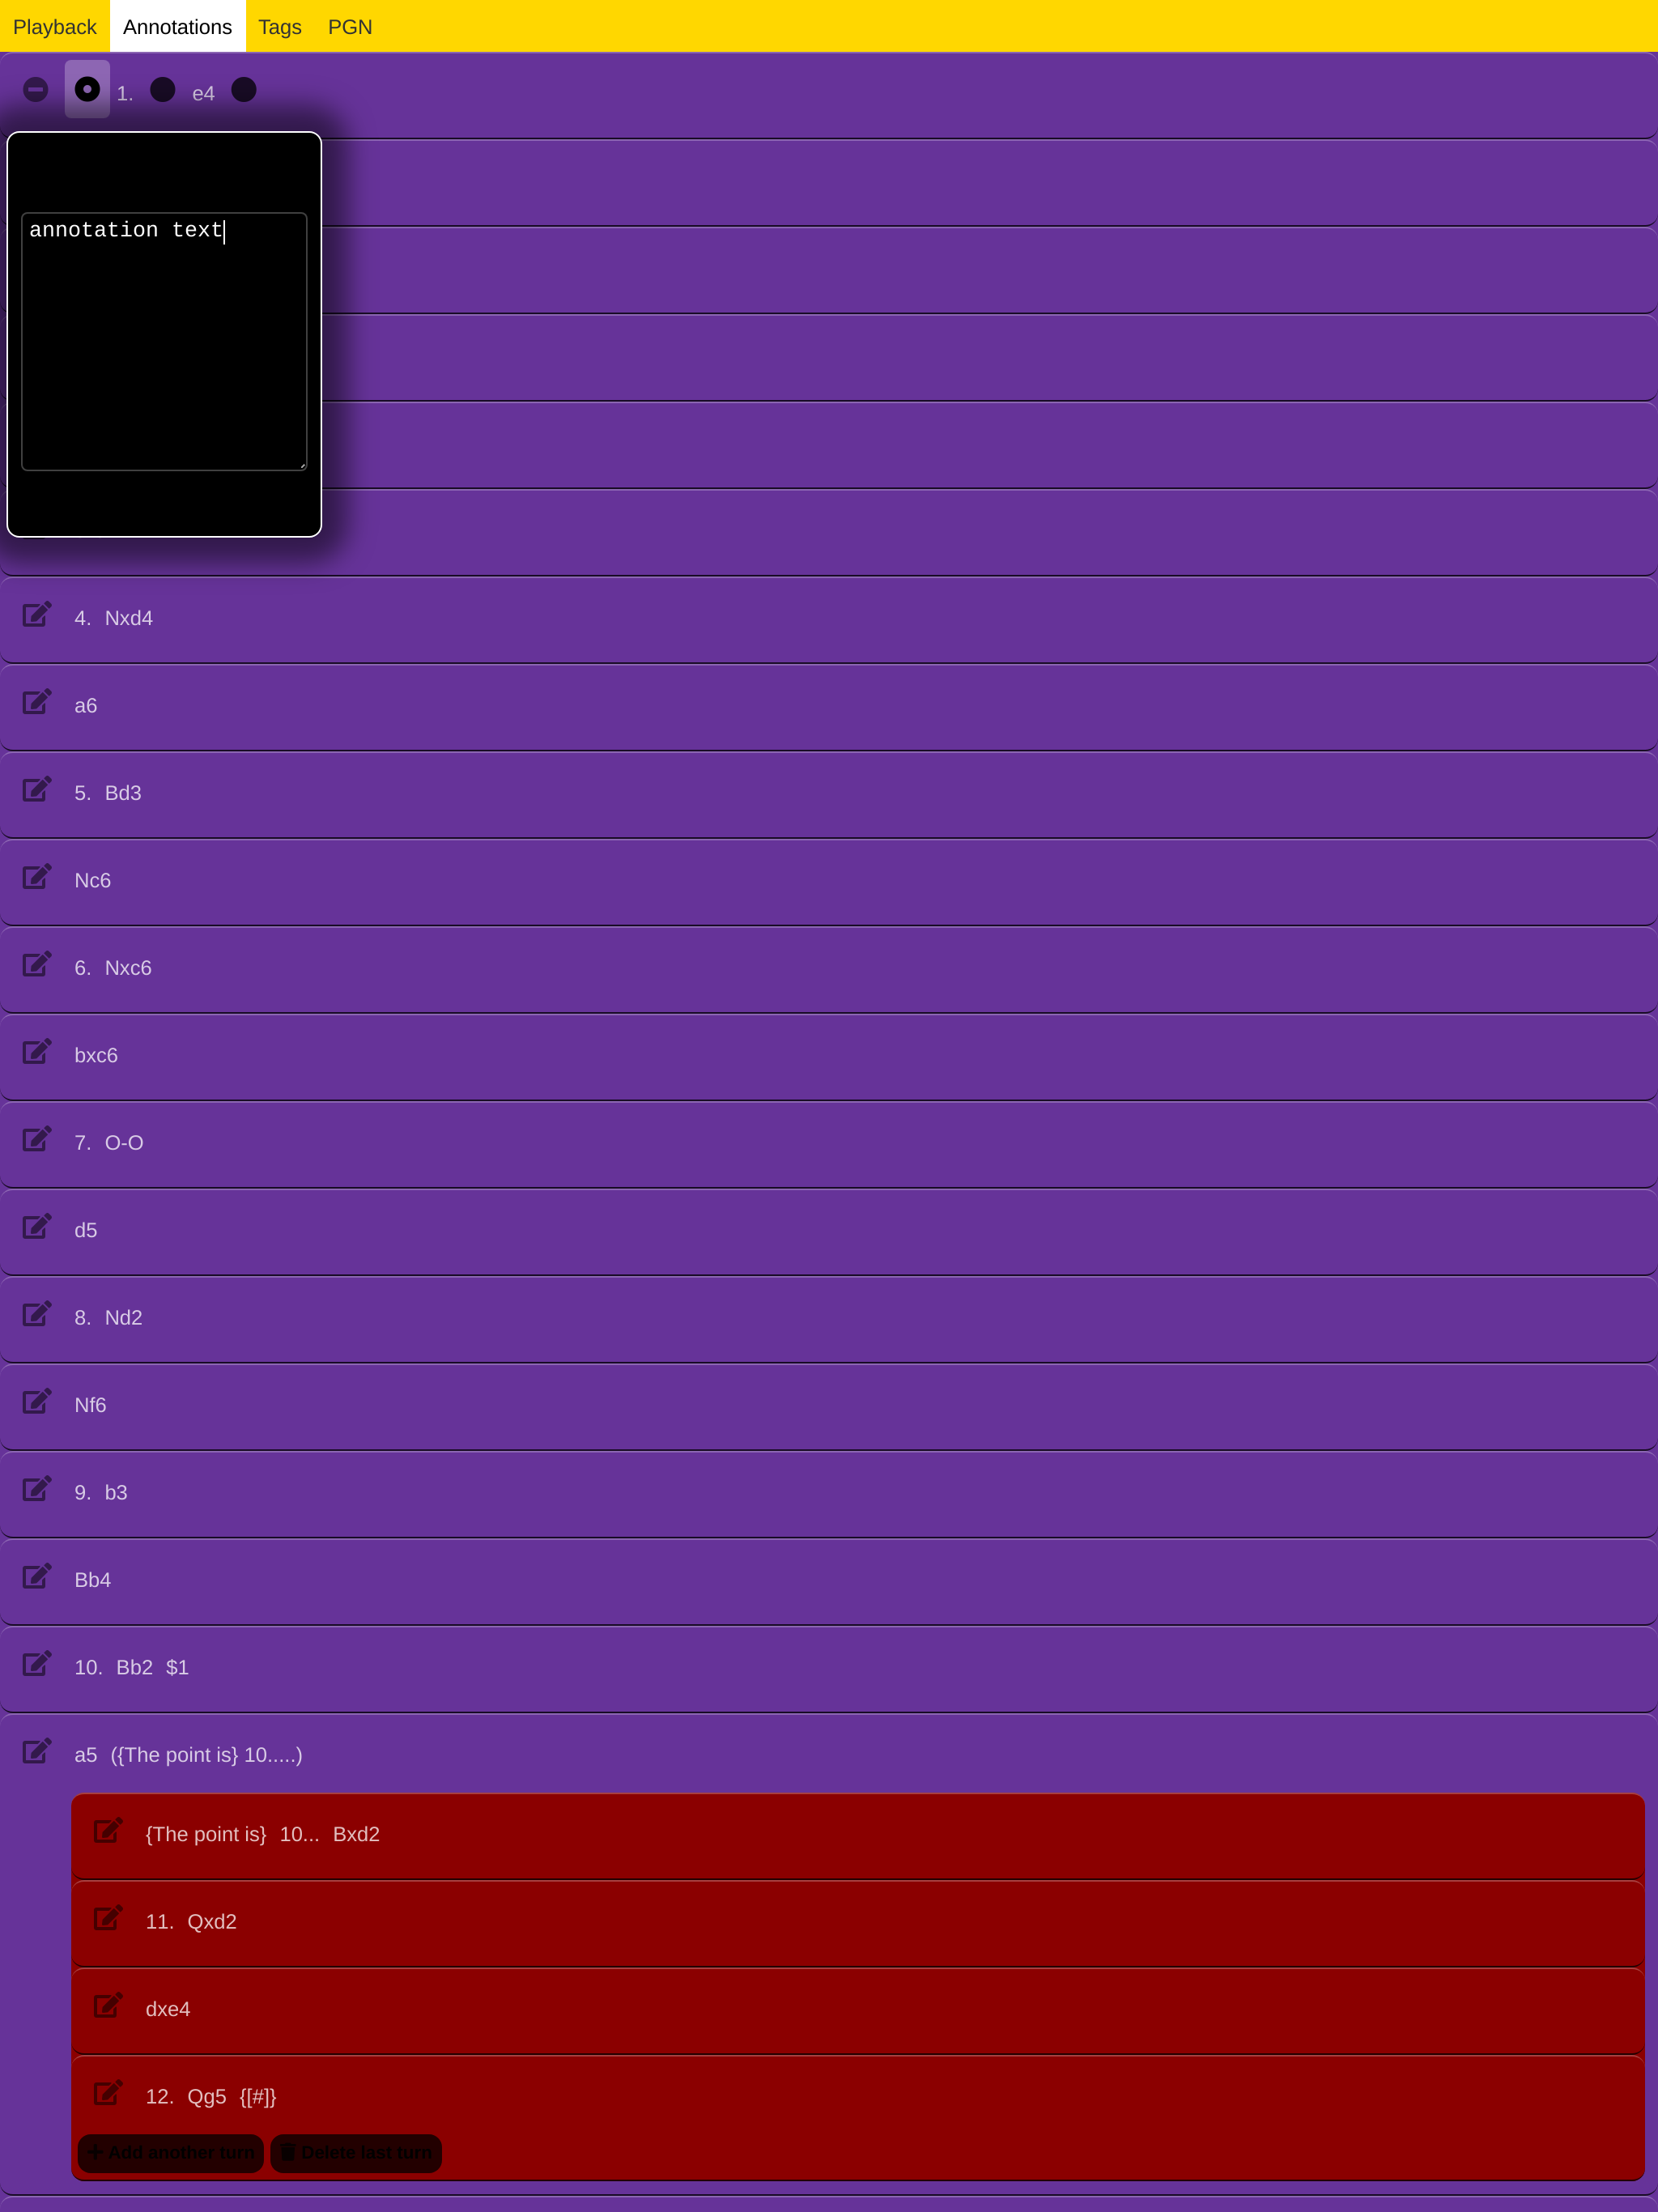 Playback Annotations Tags PGN
1. e4
annotation text
4. Nxd4
a6
5. Bd3
Nc6
6. Nxc6
bxc6
7. O-O
d5
8. Nd2
Nf6
9. b3
Bb4
10. Bb2 $1
a5 ({The point is} 10.....)
{The point is} 10... Bxd2
11. Qxd2
dxe4
12. Qg5 {[#]}
Add another turn Delete last turn